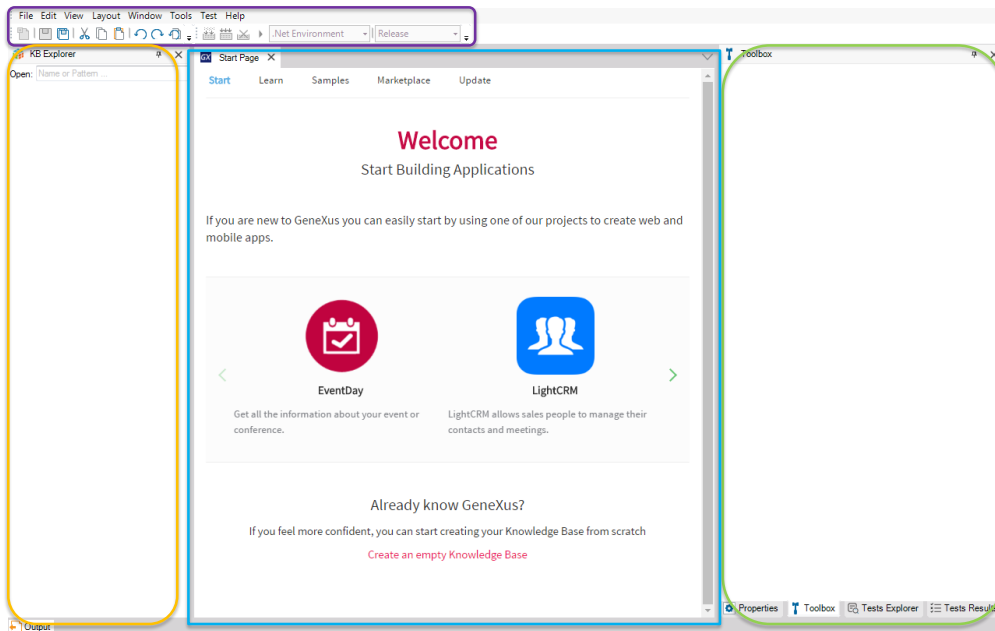 File Edit View Layout Window Tools Test Help
.Net Environment Release
KB Explorer
Open: Name or Pattern ...
GX Start Page
Start Learn Samples Marketplace Update
Welcome
Start Building Applications
If you are new to GeneXus you can easily start by using one of our projects to create web and
mobile apps.
EventDay
Get all the information about your event or
conference.
LightCRM
LightCRM allows sales people to manage their
contacts and meetings.
Already know GeneXus?
If you feel more confident, you can start creating your Knowledge Base from scratch
Create an empty Knowledge Base
Toolbox
Properties Toolbox Tests Explorer Tests Result
Output